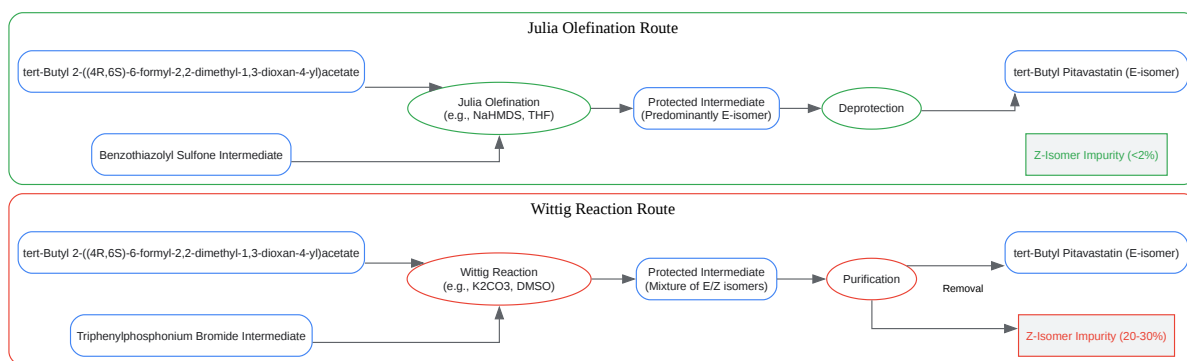 Julia Olefination Route
tert-Butyl 2-((4R,6S)-6-formyl-2,2-dimethyl-1,3-dioxan-4-yl)acetate
tert-Butyl Pitavastatin (E-isomer)
Julia Olefination
(e.g., NaHMDS, THF)
Protected Intermediate
(Predominantly E-isomer)
Deprotection
Benzothiazolyl Sulfone Intermediate
Z-Isomer Impurity (<2%)
Wittig Reaction Route
tert-Butyl 2-((4R,6S)-6-formyl-2,2-dimethyl-1,3-dioxan-4-yl)acetate
tert-Butyl Pitavastatin (E-isomer)
Wittig Reaction
(e.g., K2CO3, DMSO)
Protected Intermediate
(Mixture of E/Z isomers)
Purification
Removal
Triphenylphosphonium Bromide Intermediate
Z-Isomer Impurity (20-30%)